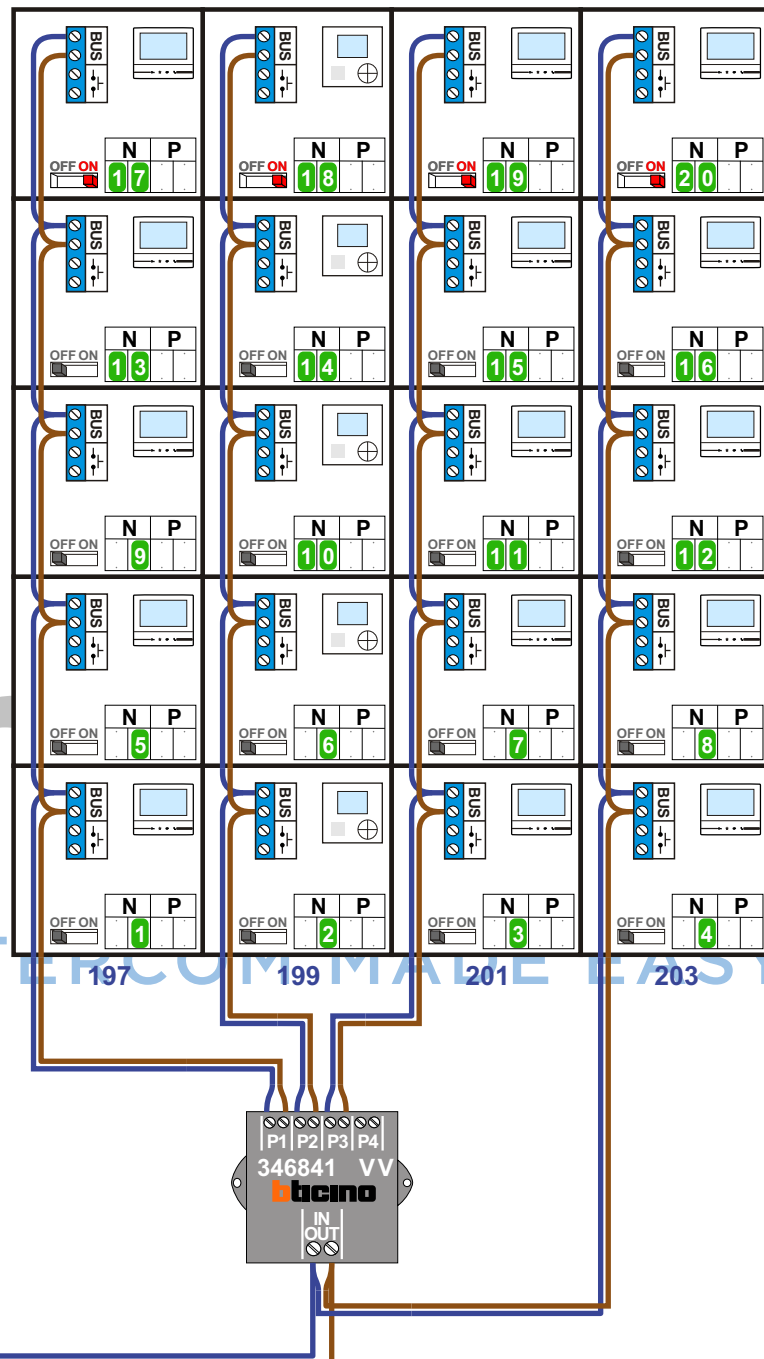 BUS BUS BUS BUS
N P N P N P N P
OFF ON OFF ON OFF ON OFF ON
17 18 19 20
BUS BUS BUS BUS
N P N P N P N P
OFF ON OFF ON OFF ON OFF ON
13 14 15 16
BUS BUS BUS BUS
N P N P N P N P
OFF ON OFF ON OFF ON OFF ON
9 10 11 12
BUS BUS BUS BUS
N P N P N P N P
OFF ON OFF ON OFF ON OFF ON
5 6 7 8
BUS BUS BUS BUS
N P N P N P N P
OFF ON OFF ON OFF ON OFF ON
1 2 3 4
TERCOM MADE EASY
197 199 201 203
P1 P2 P3 P4
346841 VV
bticino
IN
OUT